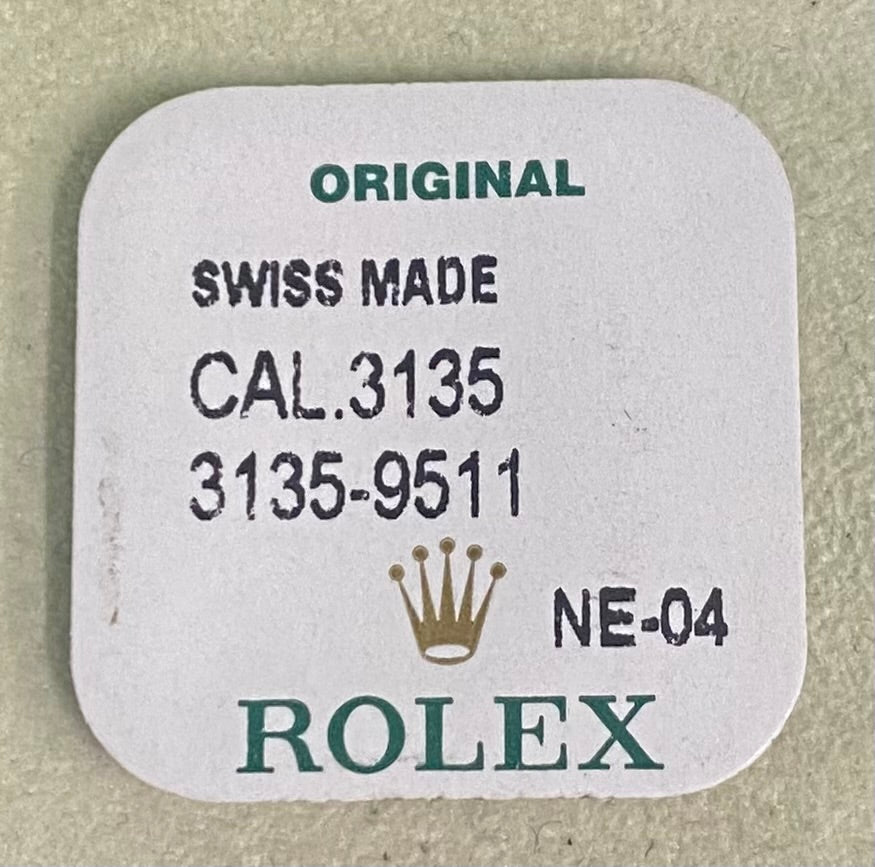 ORIGINAL
SWISS MADE
CAL.3135
3135-9511
NE-04
ROLEX